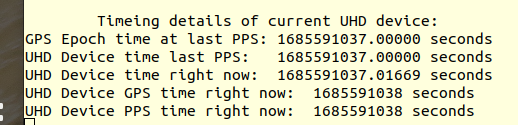 Timeing details of current UHD device:
GPS Epoch time at last PPS: 1685591037.00000 seconds
UHD Device time last PPS:   1685591037.00000 seconds
UHD Device time right now:  1685591037.01669 seconds
UHD Device GPS time right now:  1685591038 seconds
UHD Device PPS time right now:  1685591038 seconds